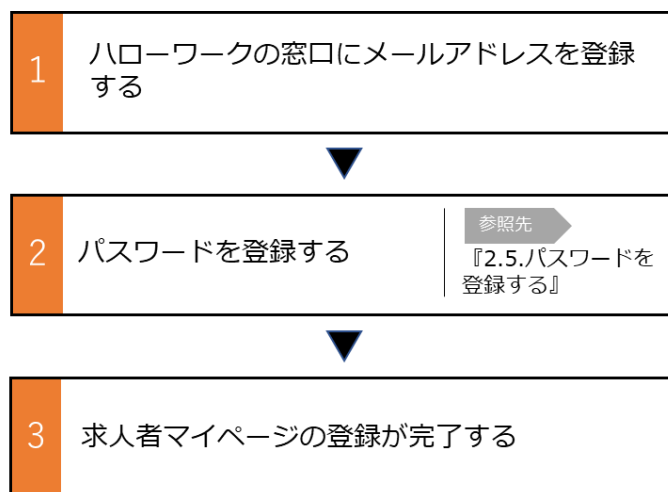 1
ハローワークの窓口にメールアドレスを登録
する
2
パスワードを登録する
参照先
『2.5.パスワードを
登録する』
3
求人者マイページの登録が完了する